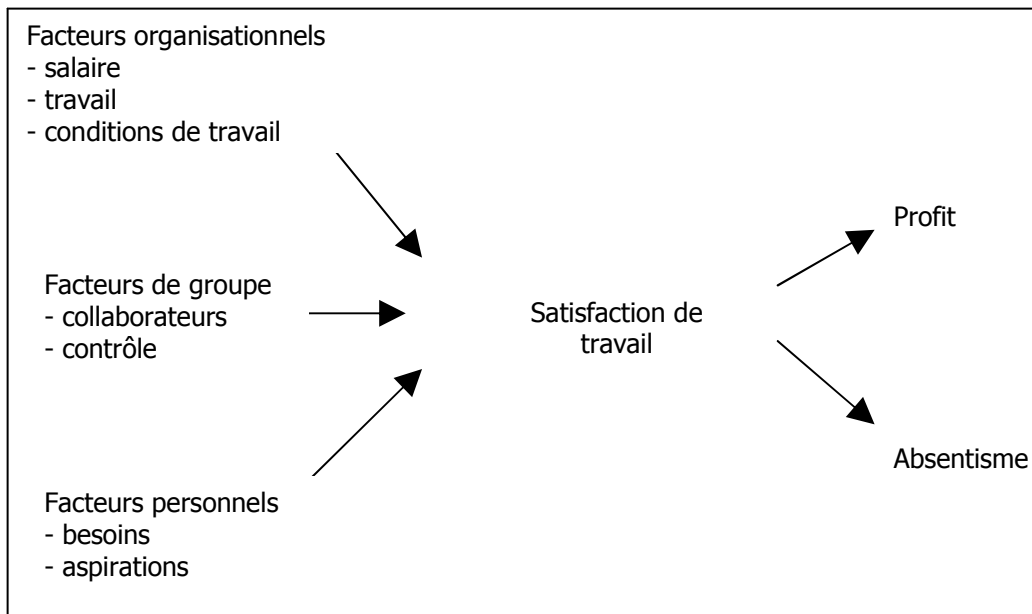 Facteurs organisationnels
- salaire
- travail
- conditions de travail
Facteurs de groupe
- collaborateurs
- contrôle
Facteurs personnels
- besoins
- aspirations
Satisfaction de
travail
Profit
Absentisme